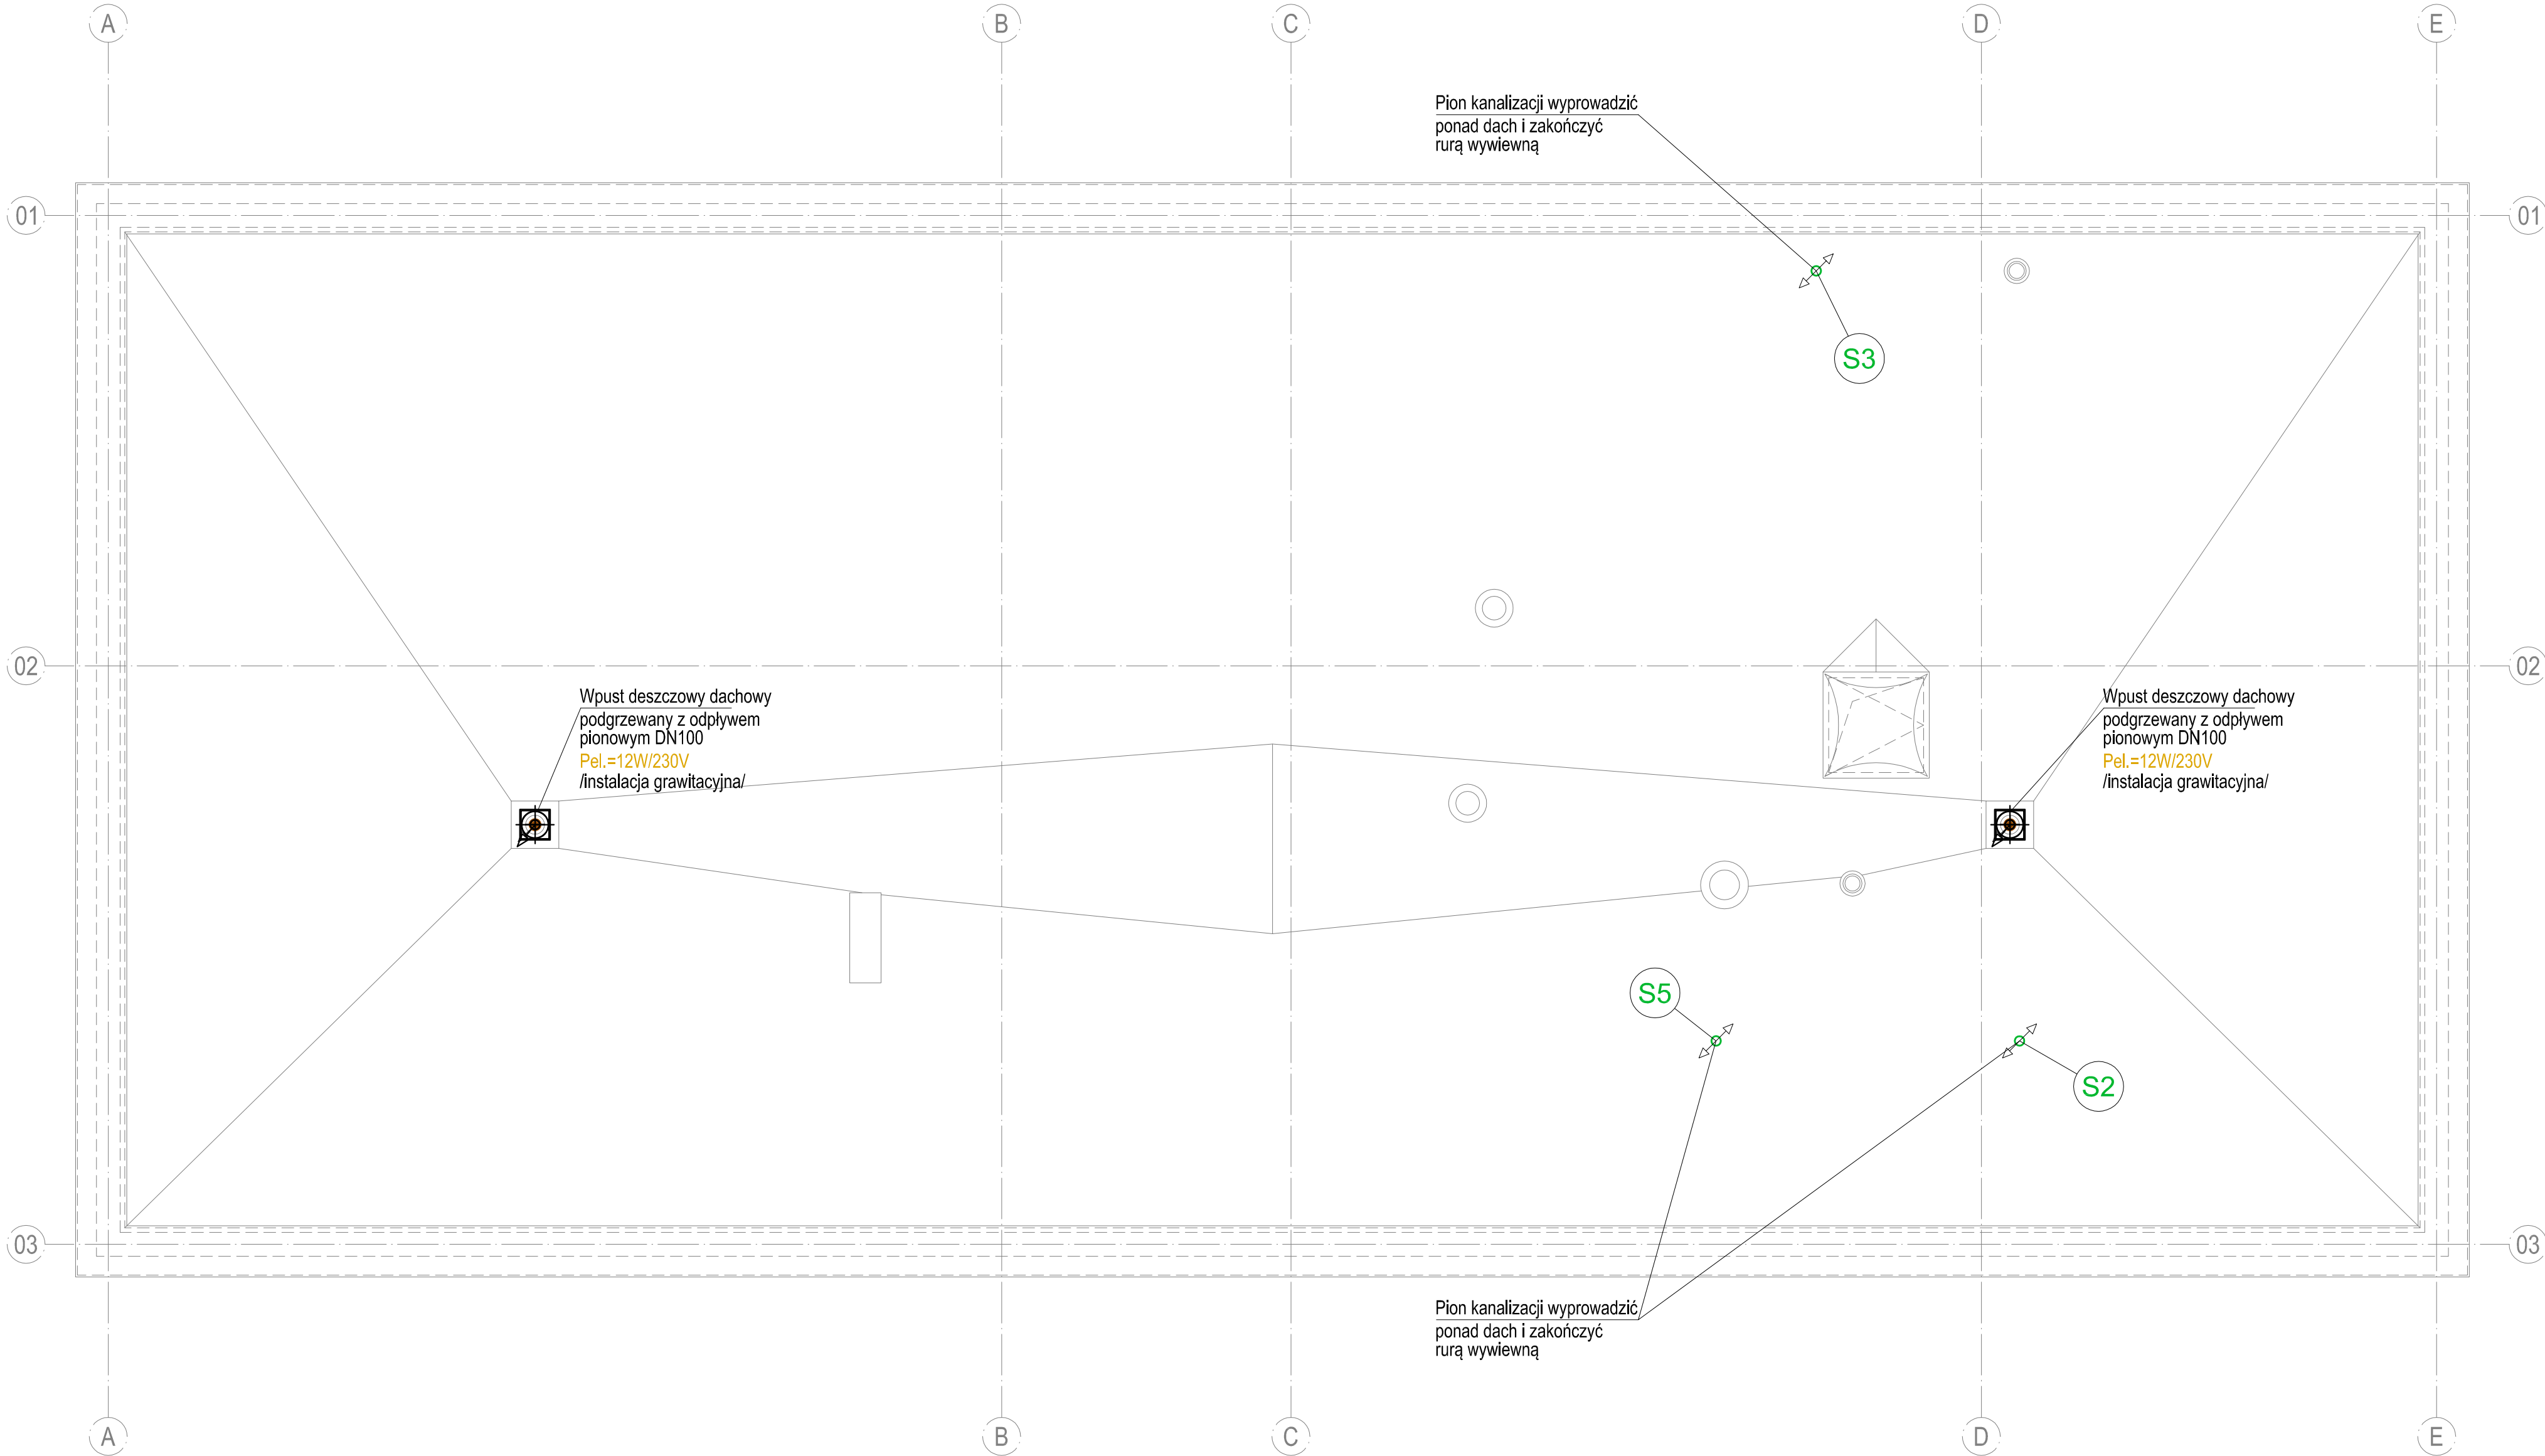 A
B
C
D
E
Pion kanalizacji wyprowadzić
ponad dach i zakończyć
rurą wywiewną
01
01
S3
02
02
Wpust deszczowy dachowy
podgrzewany z odpływem
pionowym DN100
Pel.=12W/230V
/instalacja grawitacyjna/
Wpust deszczowy dachowy
podgrzewany z odpływem
pionowym DN100
Pel.=12W/230V
/instalacja grawitacyjna/
S5
S2
03
03
Pion kanalizacji wyprowadzić
ponad dach i zakończyć
rurą wywiewną
A
B
C
D
E